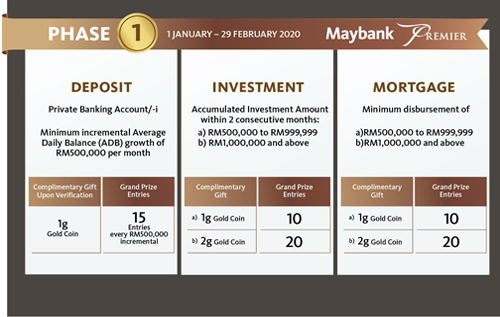 PHASE 1 1 JANUARY – 29 FEBRUARY 2020 Maybank PREMIER
DEPOSIT
Private Banking Account/-i
Minimum incremental Average
Daily Balance (ADB) growth of
RM500,000 per month
Complimentary Gift
Upon Verification
Grand Prize
Entries
1g
Gold Coin
15
Entries
every RM500,000
incremental
INVESTMENT
Accumulated Investment Amount
within 2 consecutive months:
a) RM500,000 to RM999,999
b) RM1,000,000 and above
Complimentary
Gift
Grand Prize
Entries
a) 1g Gold Coin 10
b) 2g Gold Coin 20
MORTGAGE
Minimum disbursement of
a)RM500,000 to RM999,999
b)RM1,000,000 and above
Complimentary
Gift
Grand Prize
Entries
a) 1g Gold Coin 10
b) 2g Gold Coin 20